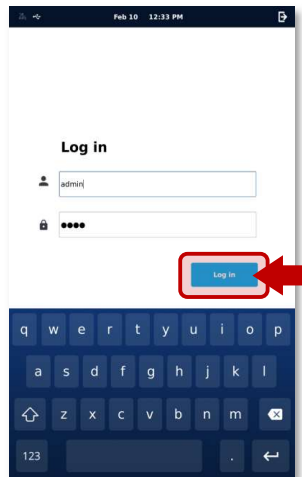 Feb 10 12:33 PM
Log in
admin
Log in
q w e r t y u i o p
a s d f g h j k l
z x c v b n m
123 .